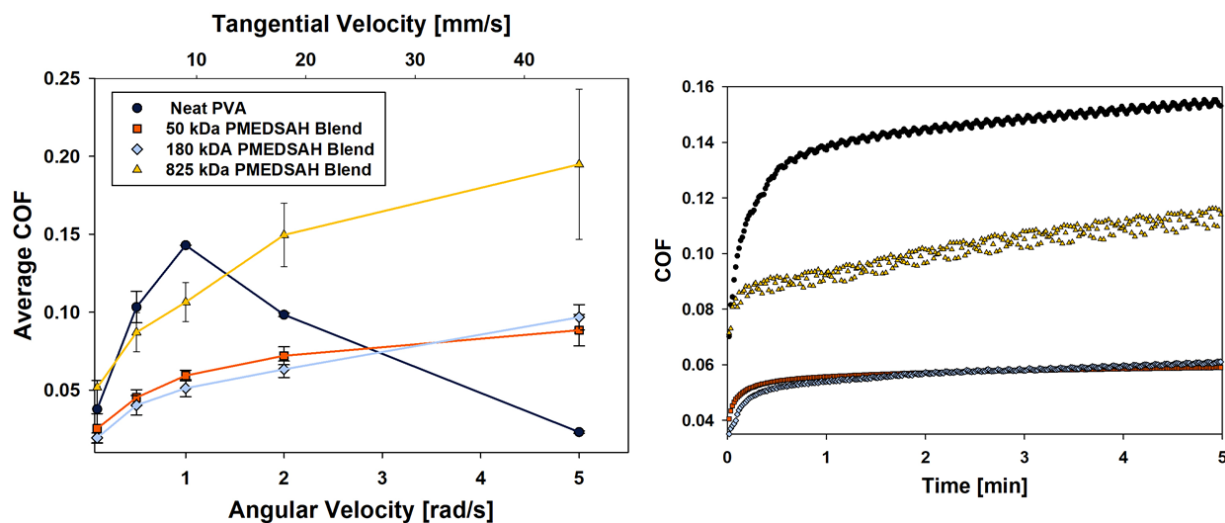 Tangential Velocity [mm/s]
10 20 30 40
0.25
0.20
0.15
0.10
0.05
Average COF
Neat PVA
50 kDa PMEDSAH Blend
180 kDa PMEDSAH Blend
825 kDa PMEDSAH Blend
1 2 3 4 5
Angular Velocity [rad/s]
0.16
0.14
0.12
0.10
0.08
0.06
0.04
COF
0 1 2 3 4 5
Time [min]